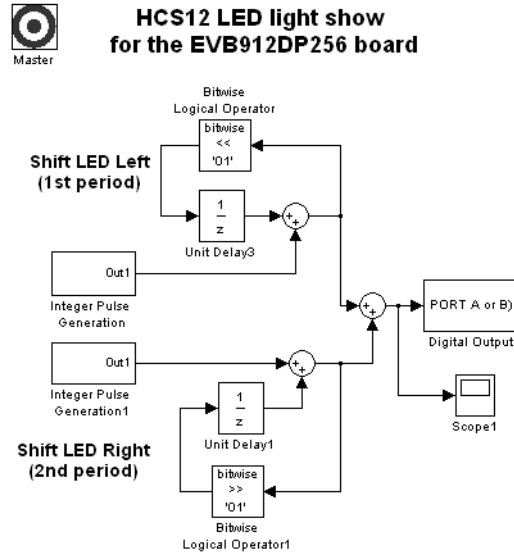 HCS12 LED light show
for the EVB912DP256 board
Master
Bitwise
Logical Operator
bitwise
<<
'01'
Shift LED Left
(1st period)
1
z
Unit Delay3
++
Out1
Integer Pulse
Generation
++
PORT A or B)
Digital Output
Out1
++
Integer Pulse
Generation1
1
z
Unit Delay1
Scope1
Shift LED Right
(2nd period)
bitwise
>>
'01'
Bitwise
Logical Operator1